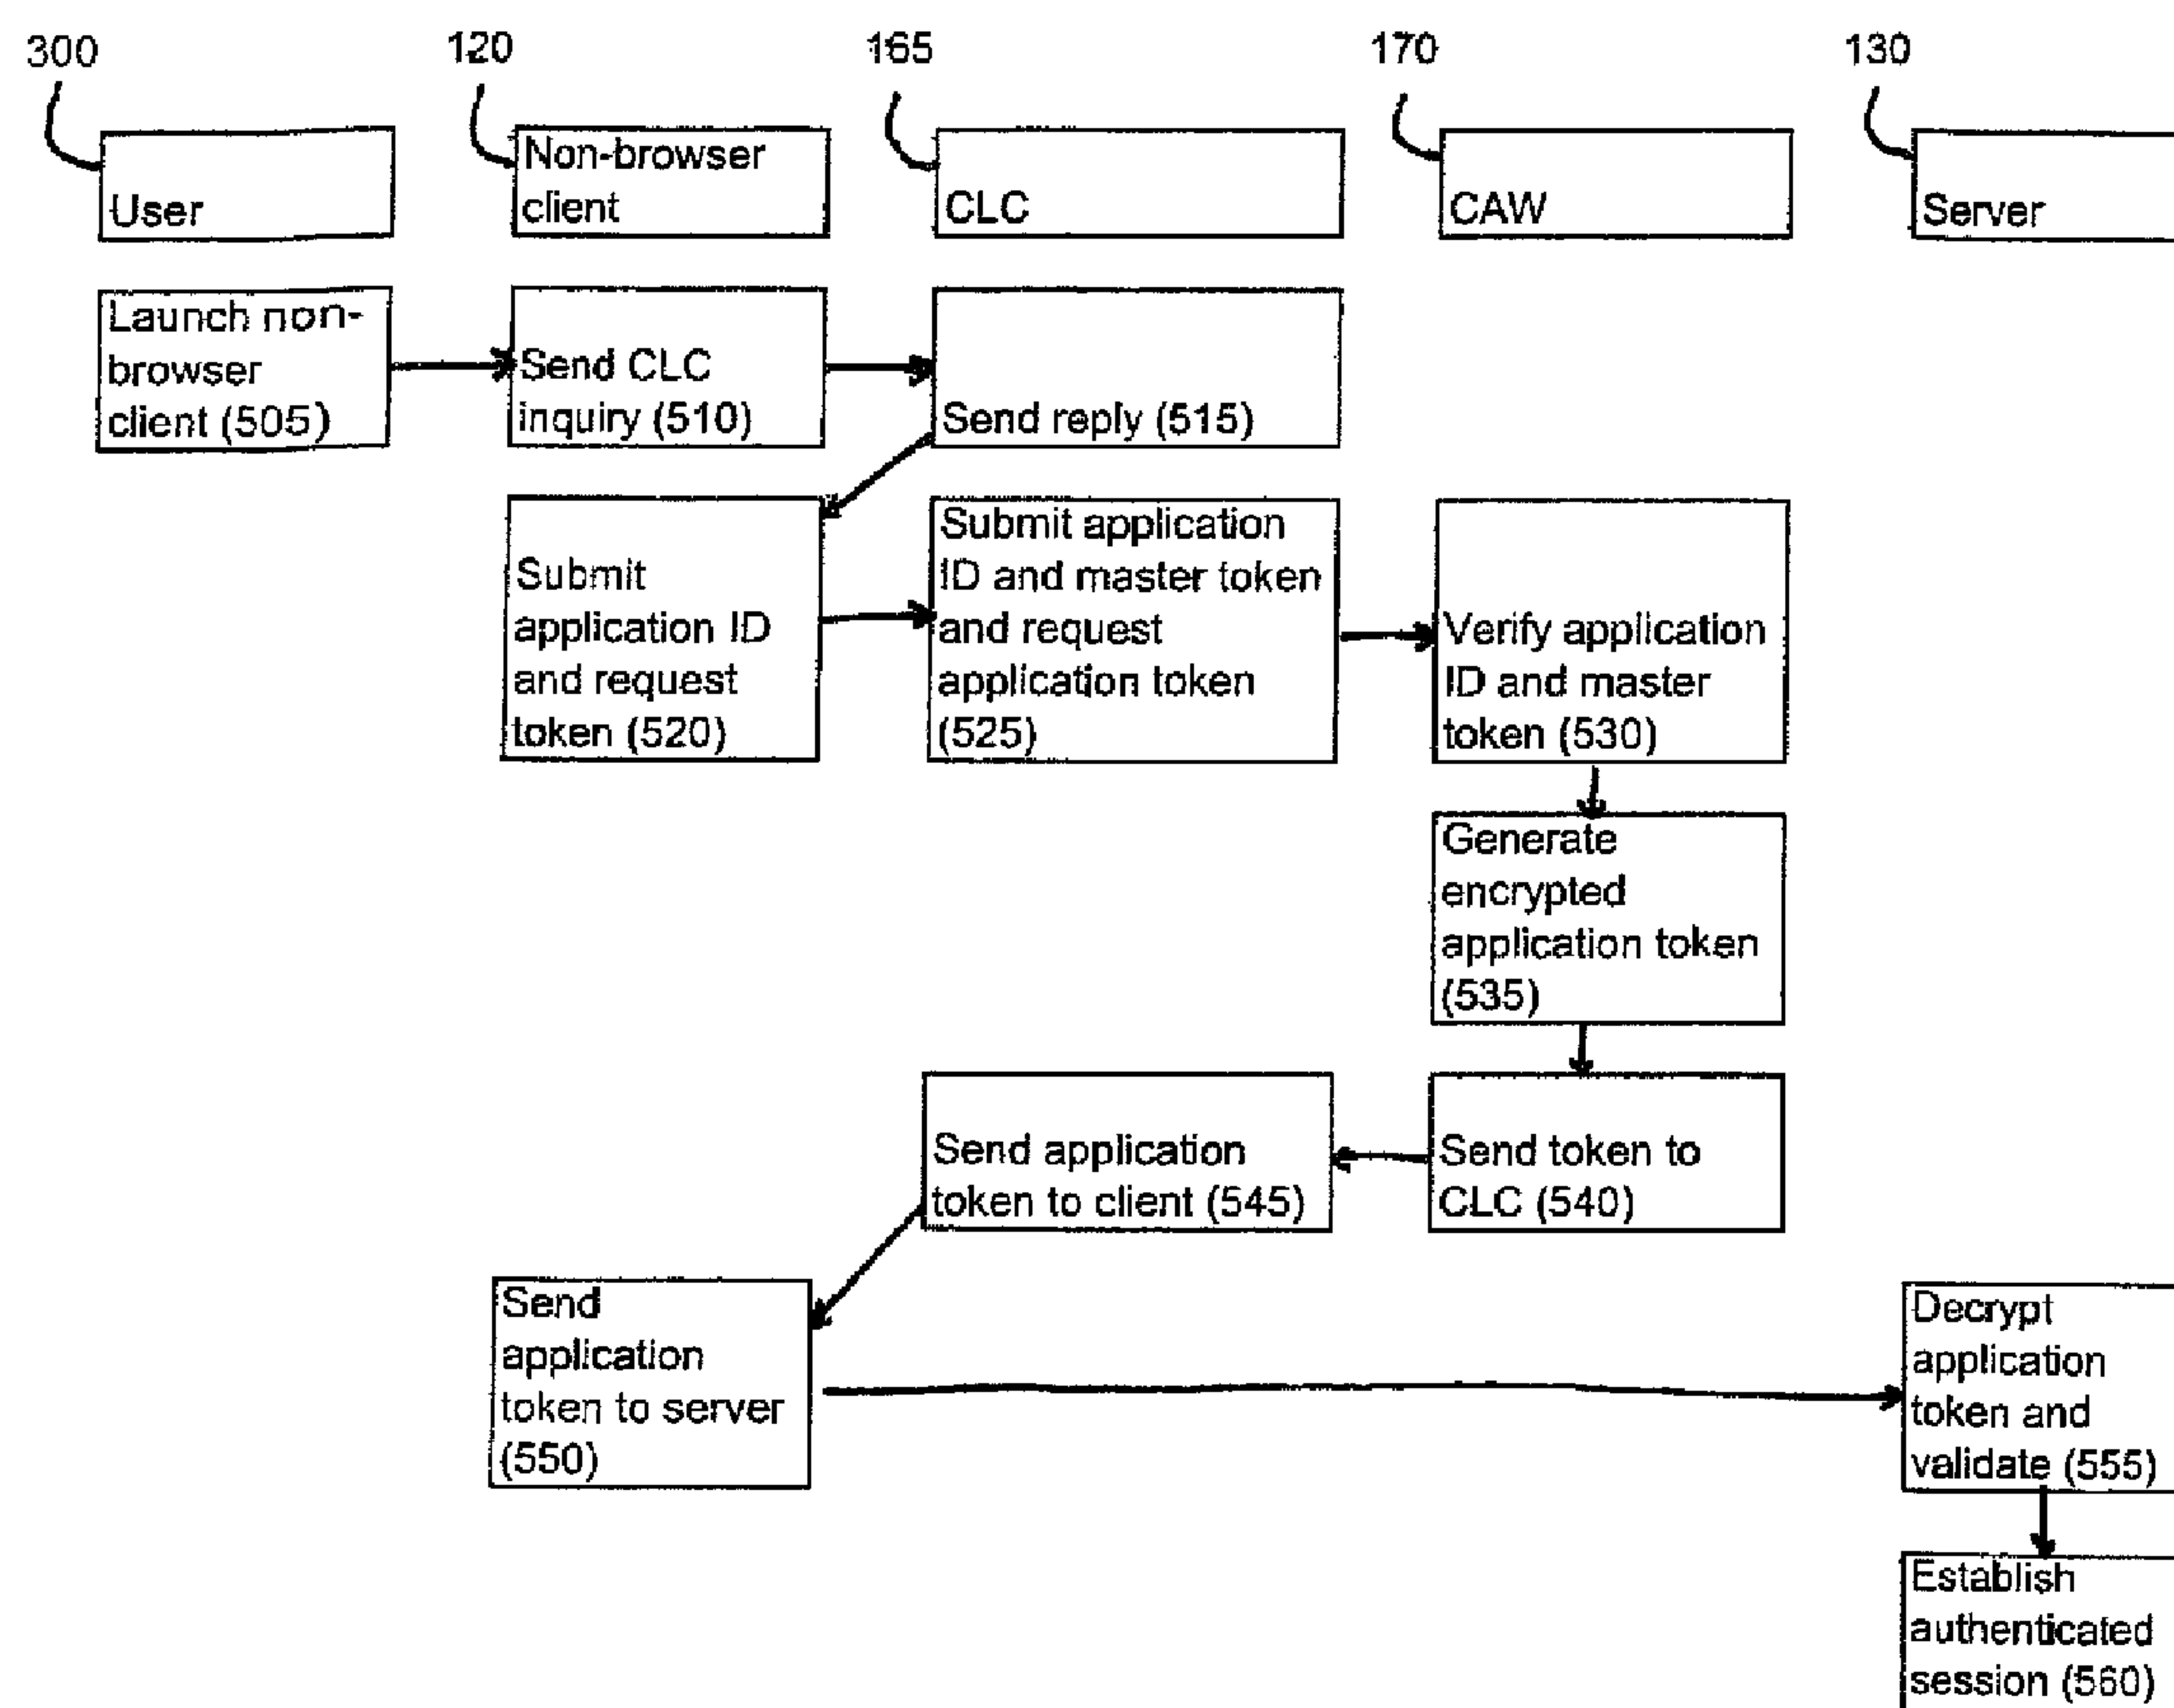 300
120
165
170
130
User
Non-browser
client
CLC
CAW
Server
Launch non-
browser
client (505)
Send CLC
inquiry (510)
Send reply (515)
Submit
application ID
and request
token (520)
Submit application
ID and master token
and request
application token
(525)
Verify application
ID and master
token (530)
Generate
encrypted
application token
(535)
Send token to
CLC (540)
Send application
token to client (545)
Send
application
token to server
(550)
Decrypt
application
token and
validate (555)
Establish
authenticated
session (560)